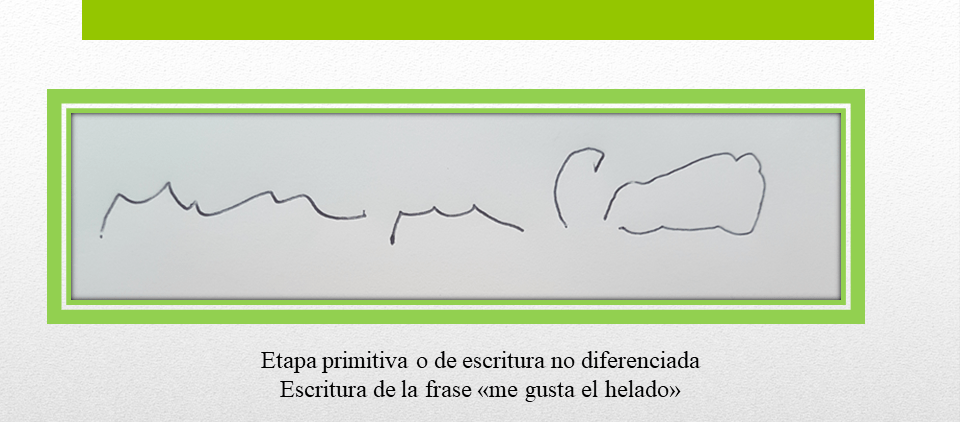 Etapa primitiva o de escritura no diferenciada
Escritura de la frase «me gusta el helado»